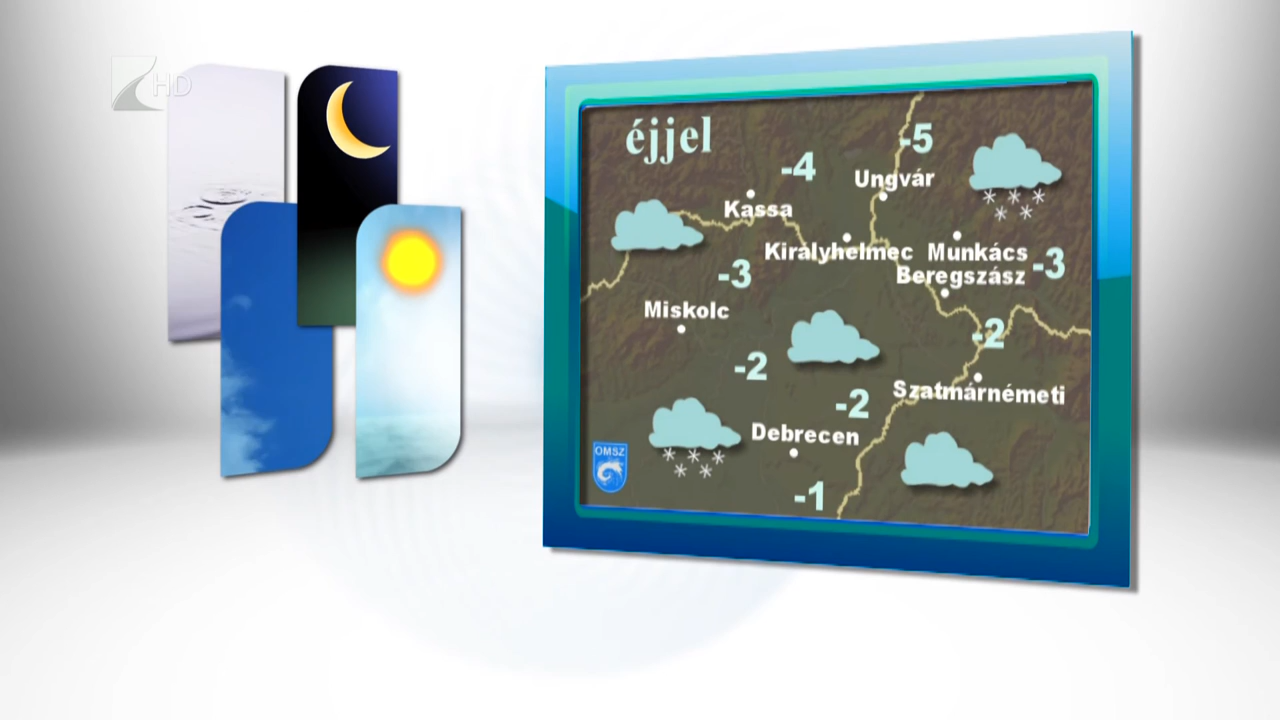 HD
éjjel
-5
-4
Ungvár
Kassa
Királyhelmec
Munkács
-3
Beregszász
-3
Miskolc
-2
-2
Szatmárnémeti
-2
Debrecen
OMSZ
-1